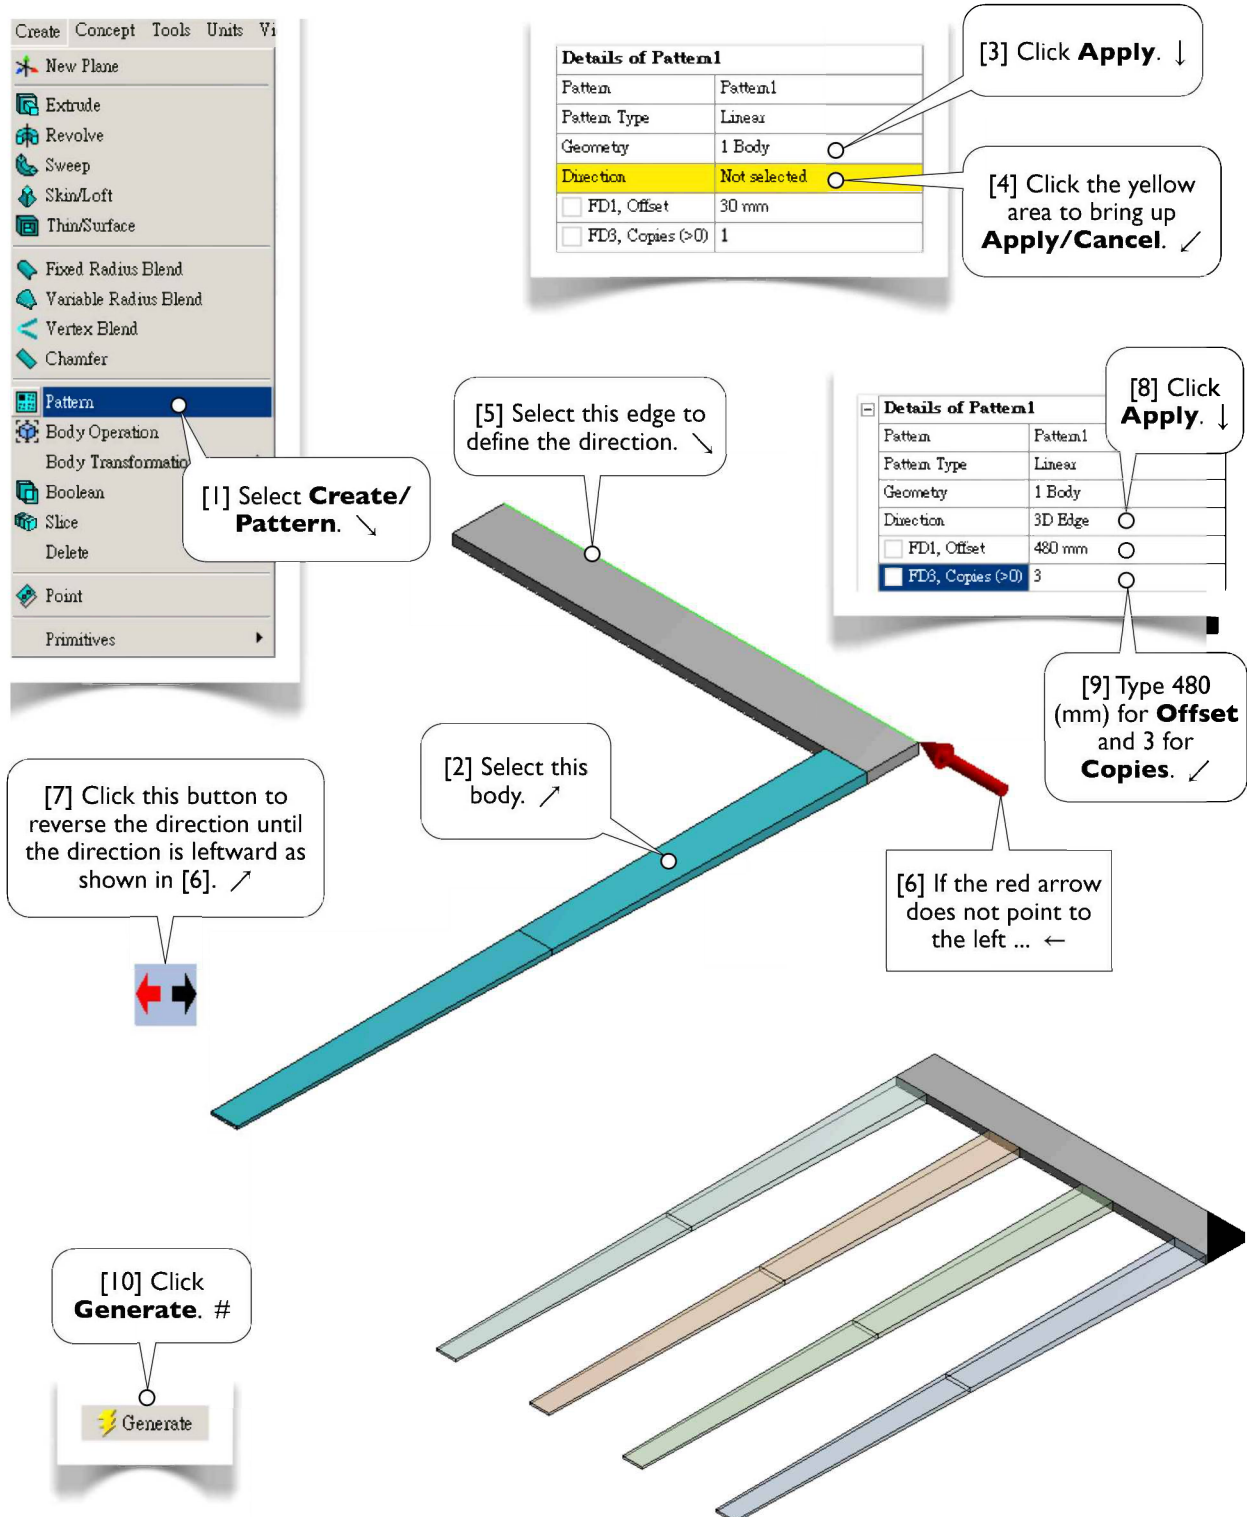 Create Concept Tools Units
New Plane
Extrude
Revolve
Sweep
Skin/Loft
Thin/Surface
Fixed Radius Blend
Variable Radius Blend
Vertex Blend
Chamfer
Pattern
Body Operation
Body Transformatio
Boolean
Slice
Delete
Point
Primitives
[1] Select Create/
Pattern. ↘
Details of Pattern1
Pattern Pattern1
Pattern Type Linear
Geometry 1 Body
Direction Not selected
FD1, Offset 30 mm
FD3, Copies (>0) 1
[3] Click Apply. ↓
[4] Click the yellow
area to bring up
Apply/Cancel. ↙
[5] Select this edge to
define the direction. ↘
Details of Pattern1
Pattern Pattern1
Pattern Type Linear
Geometry 1 Body
Direction 3D Edge
FD1, Offset 480 mm
FD3, Copies (>0) 3
[8] Click
Apply. ↓
[9] Type 480
(mm) for Offset
and 3 for
Copies. ↙
[2] Select this
body. ↗
[7] Click this button to
reverse the direction until
the direction is leftward as
shown in [6]. ↗
[6] If the red arrow
does not point to
the left ... ←
[10] Click
Generate. #
Generate